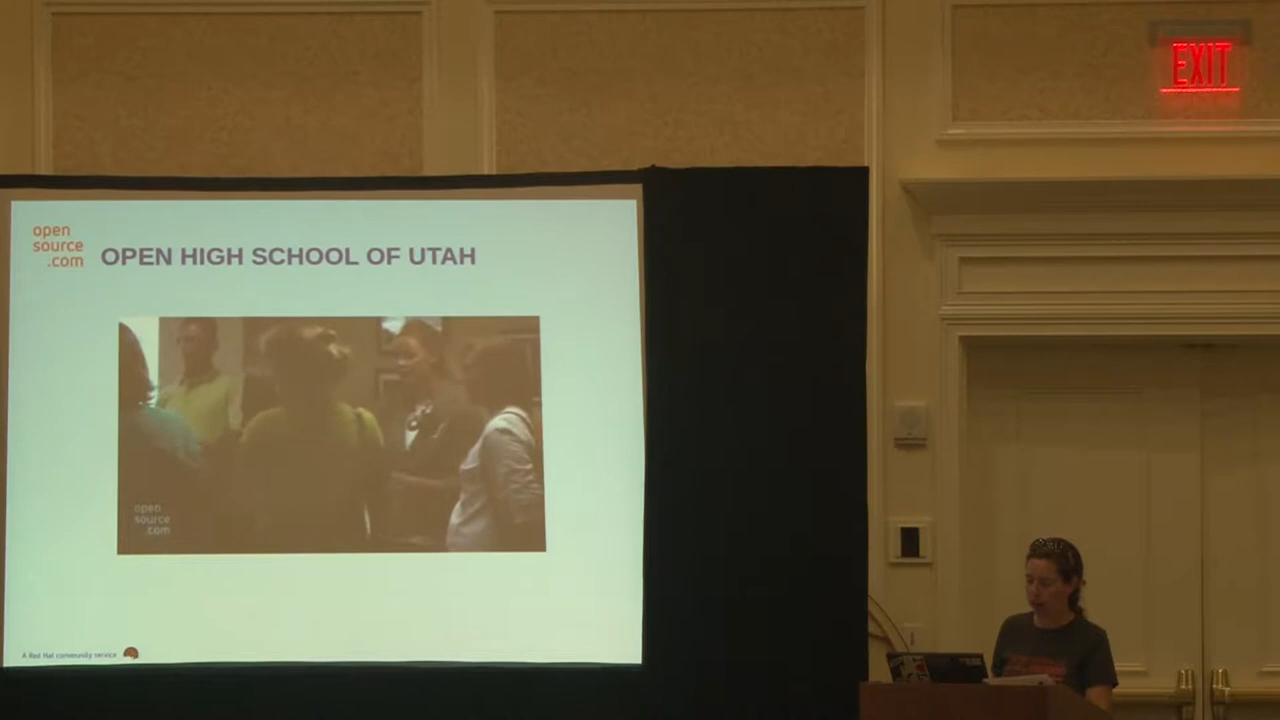 EXIT
open
source
.com
OPEN HIGH SCHOOL OF UTAH
open
source
.com
A Red Hat community service